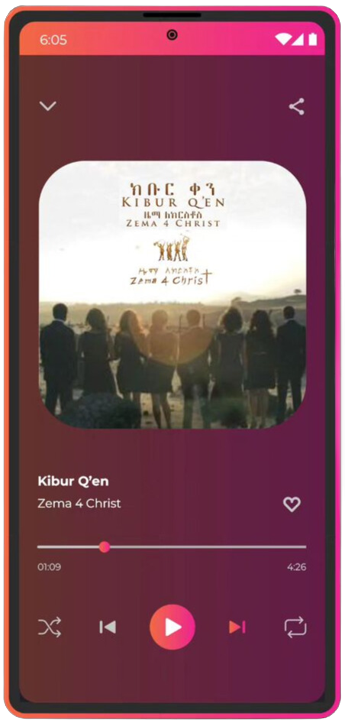 6:05
ክቡር ቀን
KIBUR Q'EN
ዜማ ለክርስቶስ
ZEMA 4 CHRIST
ዜማ ለክርስቶስ
Zema 4 Christ
Kibur Q'en
Zema 4 Christ
01:09
4:26